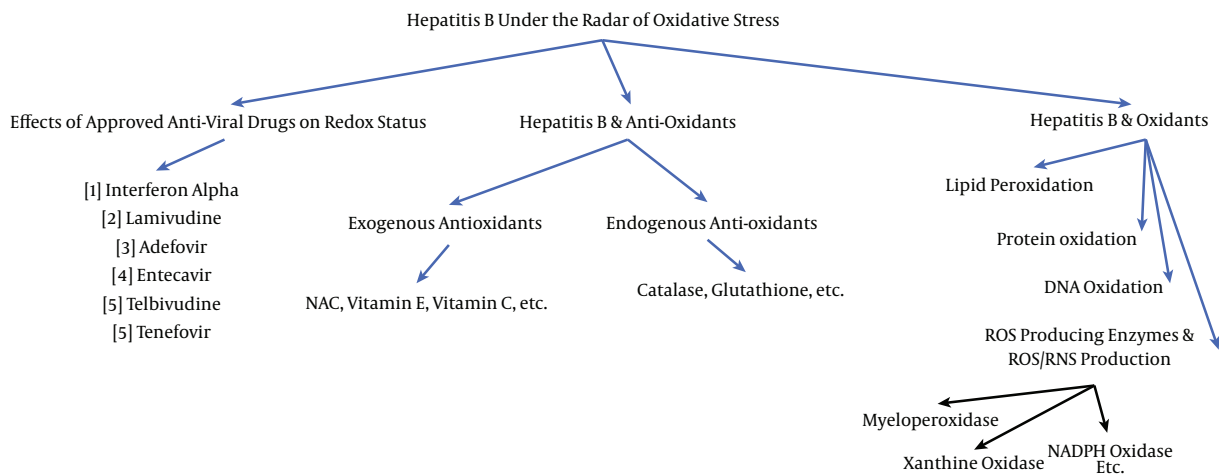 Hepatitis B Under the Radar of Oxidative Stress
Effects of Approved Anti-Viral Drugs on Redox Status
[1] Interferon Alpha
[2] Lamivudine
[3] Adefovir
[4] Entecavir
[5] Telbivudine
[5] Tenefovir
Hepatitis B & Anti-Oxidants
Exogenous Antioxidants
NAC, Vitamin E, Vitamin C, etc.
Endogenous Anti-oxidants
Catalase, Glutathione, etc.
Hepatitis B & Oxidants
Lipid Peroxidation
Protein oxidation
DNA Oxidation
ROS Producing Enzymes &
ROS/RNS Production
Myeloperoxidase
Xanthine Oxidase
NADPH Oxidase
Etc.